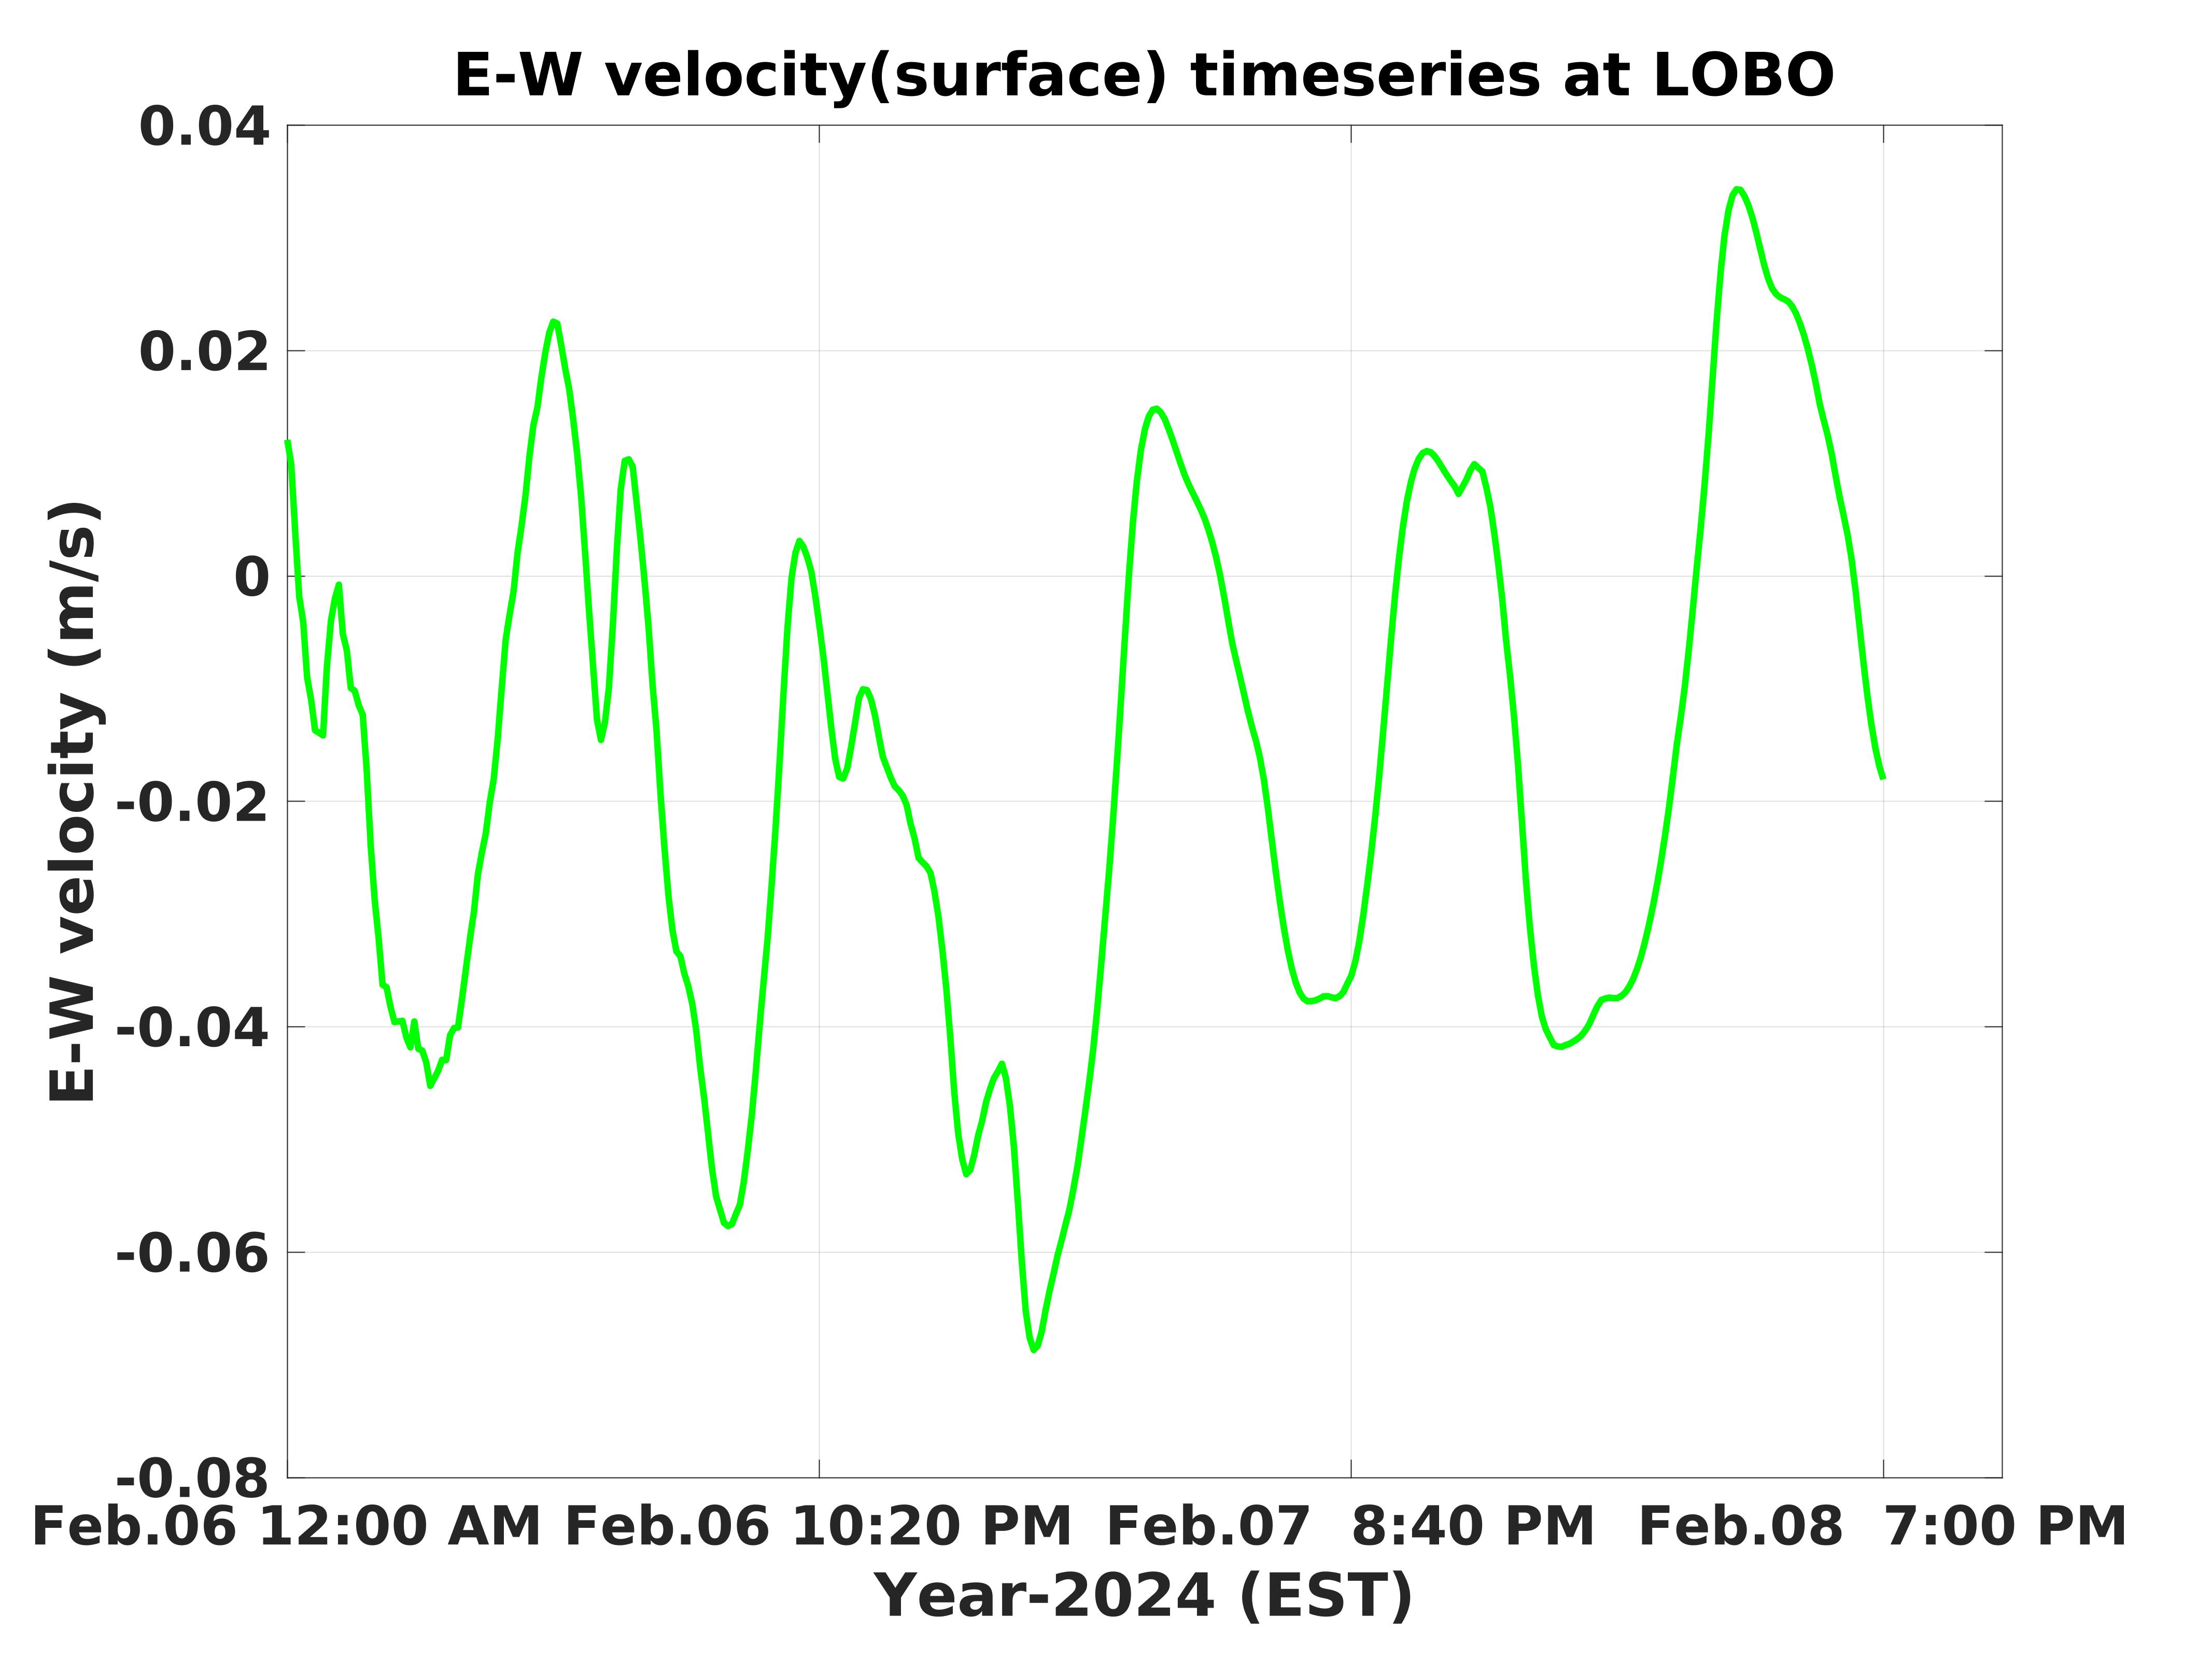 E-W velocity(surface) timeseries at LOBO
0.04
0.02
0
-0.02
-0.04
-0.06
-0.08
E-W velocity (m/s)
Feb.06 12:00 AM Feb.06 10:20 PM Feb.07 8:40 PM Feb.08 7:00 PM
Year-2024 (EST)